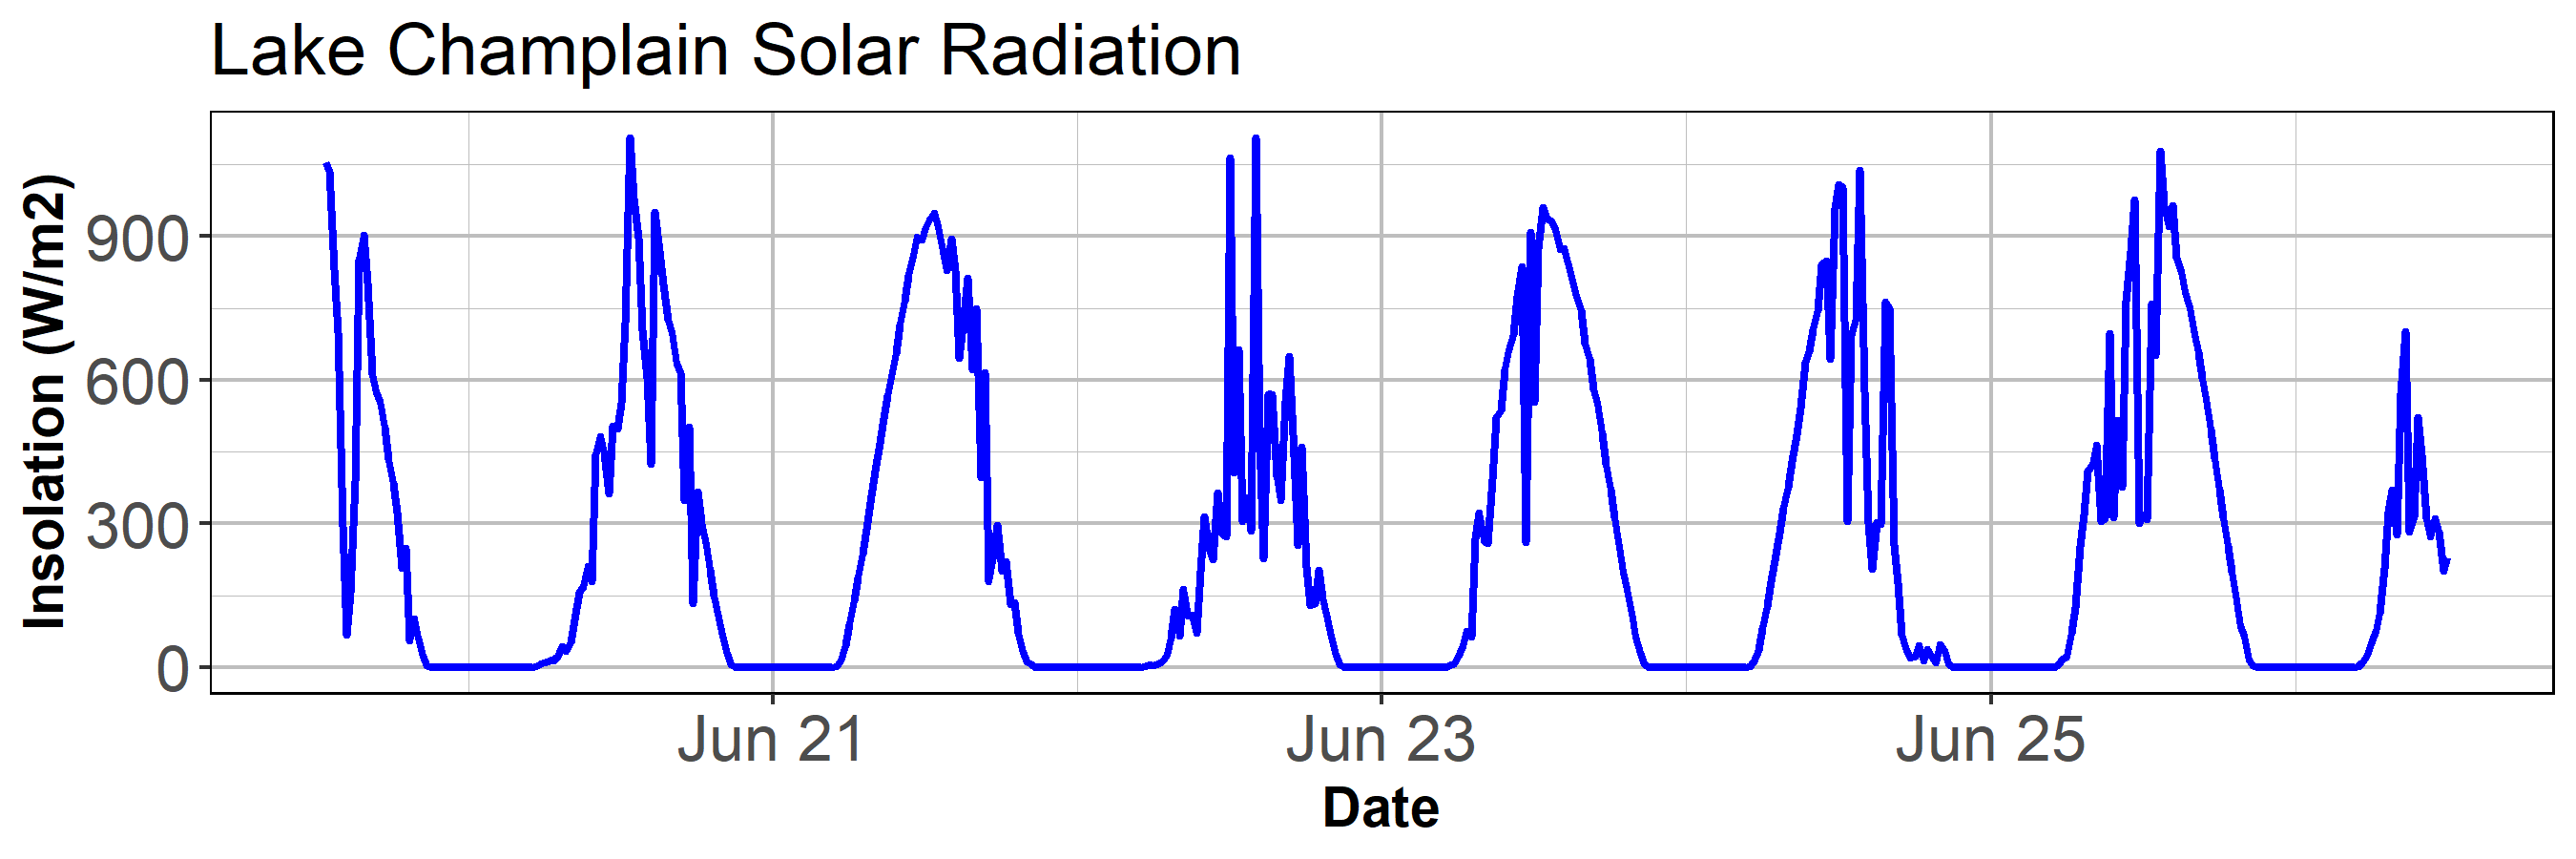 Lake Champlain Solar Radiation
Insolation (W/m2)
900
600
300
0
Jun 21
Jun 23
Jun 25
Date